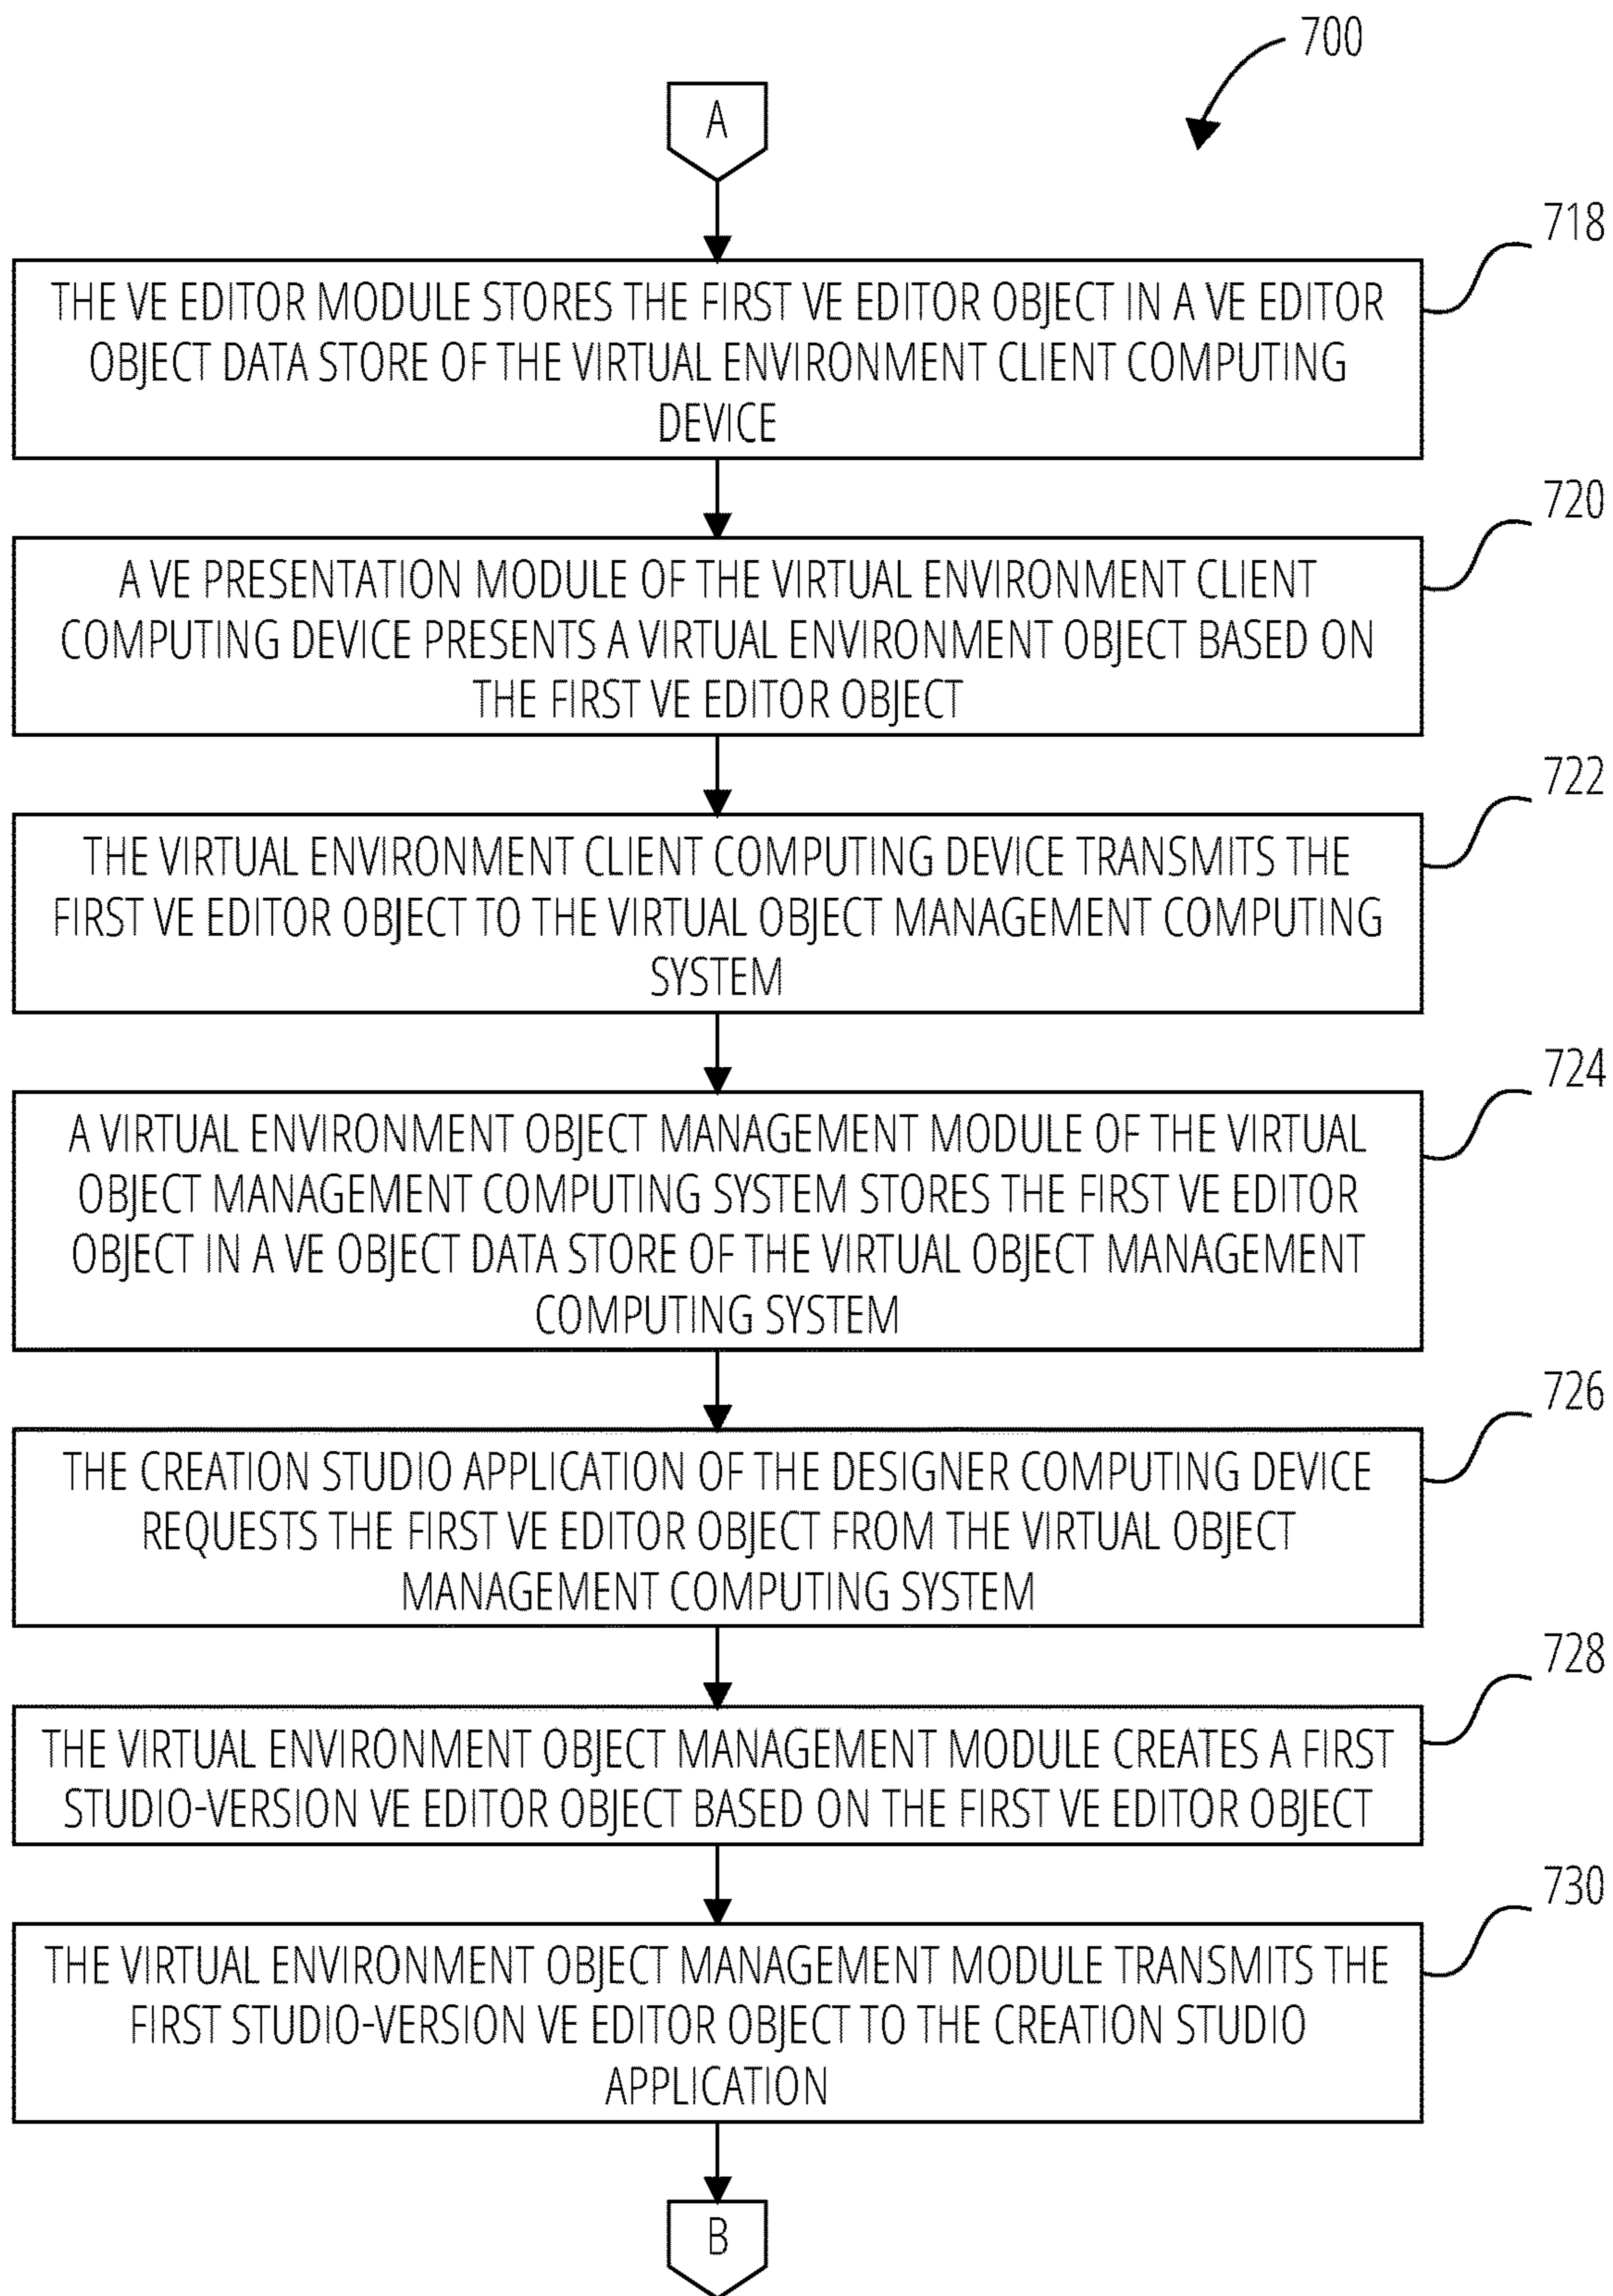 700
A
718
THE VE EDITOR MODULE STORES THE FIRST VE EDITOR OBJECT IN A VE EDITOR
OBJECT DATA STORE OF THE VIRTUAL ENVIRONMENT CLIENT COMPUTING
DEVICE
720
A VE PRESENTATION MODULE OF THE VIRTUAL ENVIRONMENT CLIENT
COMPUTING DEVICE PRESENTS A VIRTUAL ENVIRONMENT OBJECT BASED ON
THE FIRST VE EDITOR OBJECT
722
THE VIRTUAL ENVIRONMENT CLIENT COMPUTING DEVICE TRANSMITS THE
FIRST VE EDITOR OBJECT TO THE VIRTUAL OBJECT MANAGEMENT COMPUTING
SYSTEM
724
A VIRTUAL ENVIRONMENT OBJECT MANAGEMENT MODULE OF THE VIRTUAL
OBJECT MANAGEMENT COMPUTING SYSTEM STORES THE FIRST VE EDITOR
OBJECT IN A VE OBJECT DATA STORE OF THE VIRTUAL OBJECT MANAGEMENT
COMPUTING SYSTEM
726
THE CREATION STUDIO APPLICATION OF THE DESIGNER COMPUTING DEVICE
REQUESTS THE FIRST VE EDITOR OBJECT FROM THE VIRTUAL OBJECT
MANAGEMENT COMPUTING SYSTEM
728
THE VIRTUAL ENVIRONMENT OBJECT MANAGEMENT MODULE CREATES A FIRST
STUDIO-VERSION VE EDITOR OBJECT BASED ON THE FIRST VE EDITOR OBJECT
730
THE VIRTUAL ENVIRONMENT OBJECT MANAGEMENT MODULE TRANSMITS THE
FIRST STUDIO-VERSION VE EDITOR OBJECT TO THE CREATION STUDIO
APPLICATION
B